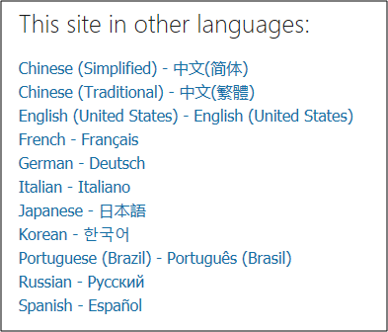 This site in other languages:
Chinese (Simplified) - 中文(简体)
Chinese (Traditional) - 中文(繁體)
English (United States) - English (United States)
French - Français
German - Deutsch
Italian - Italiano
Japanese - 日本語
Korean - 한국어
Portuguese (Brazil) - Português (Brasil)
Russian - Русский
Spanish - Español